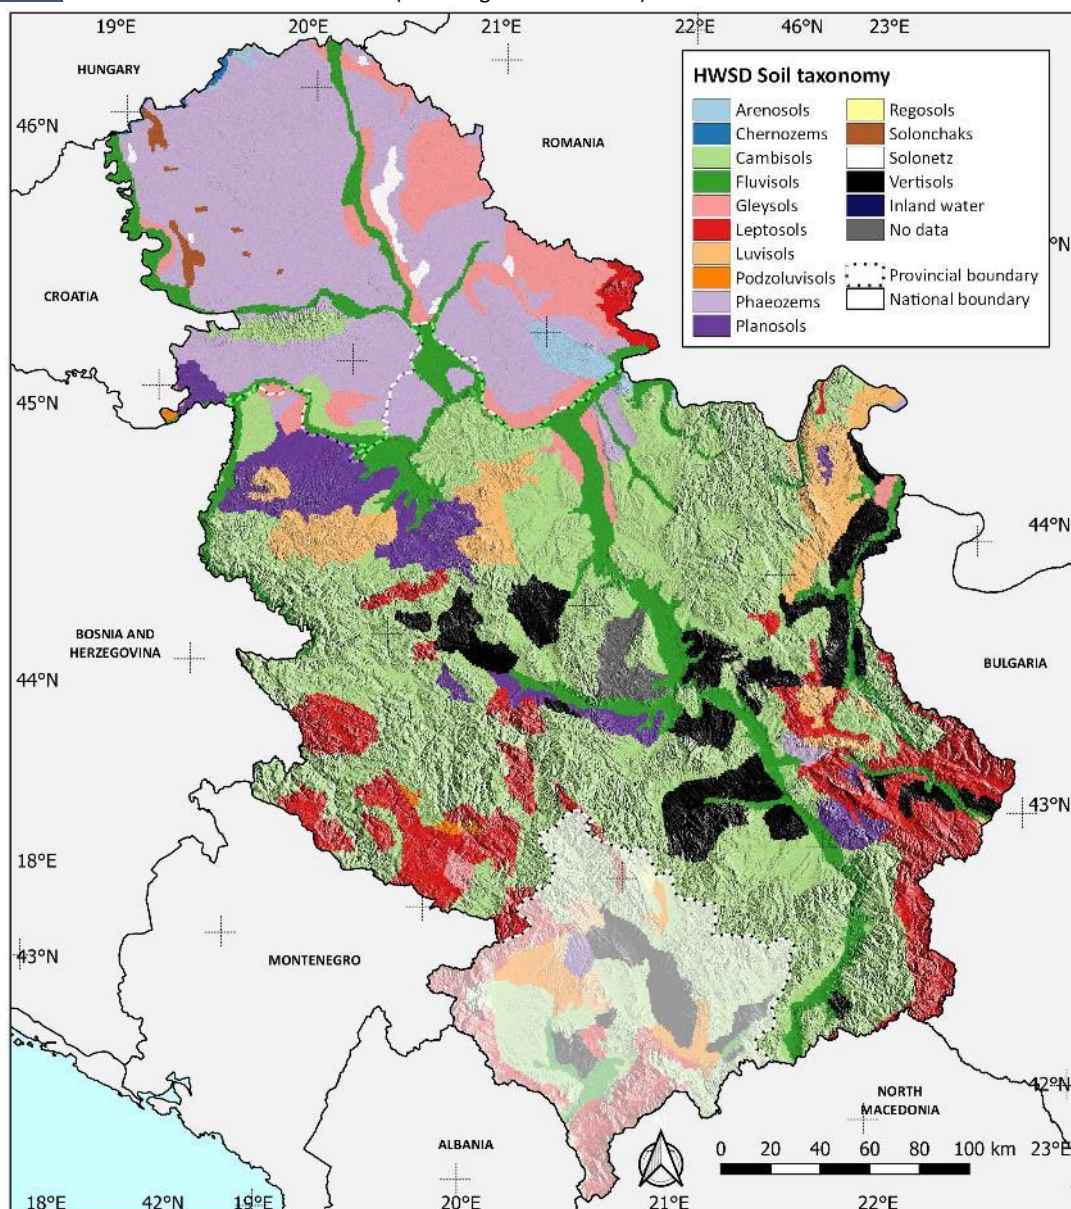 19°E 20°E 21°E 22°E 46°N 23°E
HUNGARY
HWSD Soil taxonomy
Arenosols
Chernozems
Cambisols
Fluvisols
Gleysols
Leptosols
Luvisols
Podzoluvisols
Phaeozems
Planosols
Regosols
Solonchaks
Solonetz
Vertisols
Inland water
No data
Provincial boundary
National boundary
46°N
ROMANIA
CROATIA
45°N
44°N
BOSNIA AND
HERZEGOVINA
BULGARIA
44°N
43°N
18°E
43°N
MONTENEGRO
42°N
NORTH
MACEDONIA
ALBANIA
0 20 40 60 80 100 km
23°E
18°E 42°N 19°E 20°E 21°E 22°E